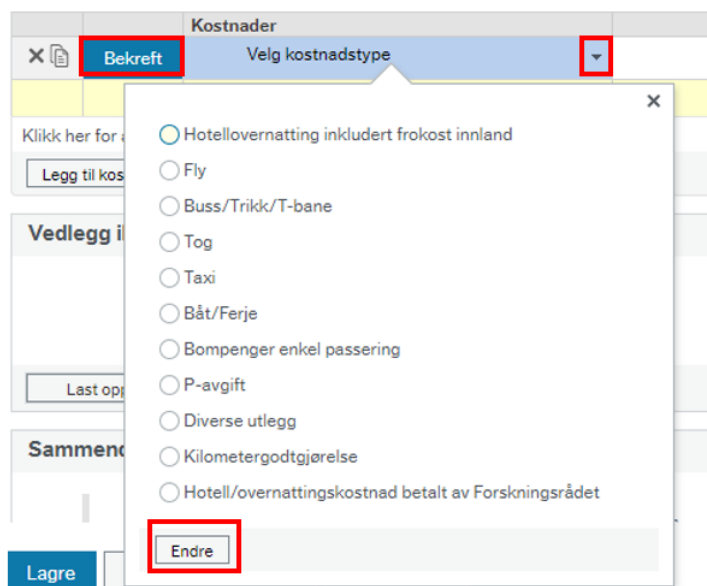 Kostnader
Bekreft Velg kostnadstype
Klikk her for
Hotellovernatting inkludert frokost innland
Legg til kos
Fly
Buss/Trikk/T-bane
Vedlegg
Tog
Taxi
Båt/Ferje
Bompenger enkel passering
Last opp
P-avgift
Diverse utlegg
Sammend
Kilometergodtgjørelse
Hotell/overnattingskostnad betalt av Forskningsrådet
Endre
Lagre